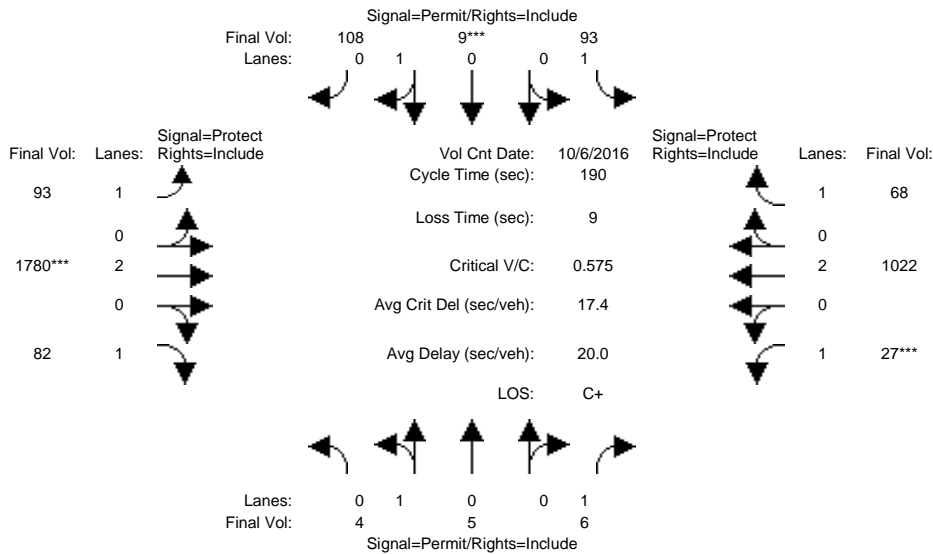 Signal=Permit/Rights=Include
Final Vol: 108 9*** 93
Lanes: 0 1 0 0 1
Signal=Protect
Final Vol: Lanes: Rights=Include
Vol Cnt Date: 10/6/2016
Signal=Protect
Rights=Include Lanes: Final Vol:
Cycle Time (sec): 190
93 1
1 68
Loss Time (sec): 9
0
0
1780*** 2
Critical V/C: 0.575
2 1022
0
Avg Crit Del (sec/veh): 17.4
0
82 1
Avg Delay (sec/veh): 20.0
1 27***
LOS: C+
Lanes: 0 1 0 0 1
Final Vol: 4 5 6
Signal=Permit/Rights=Include